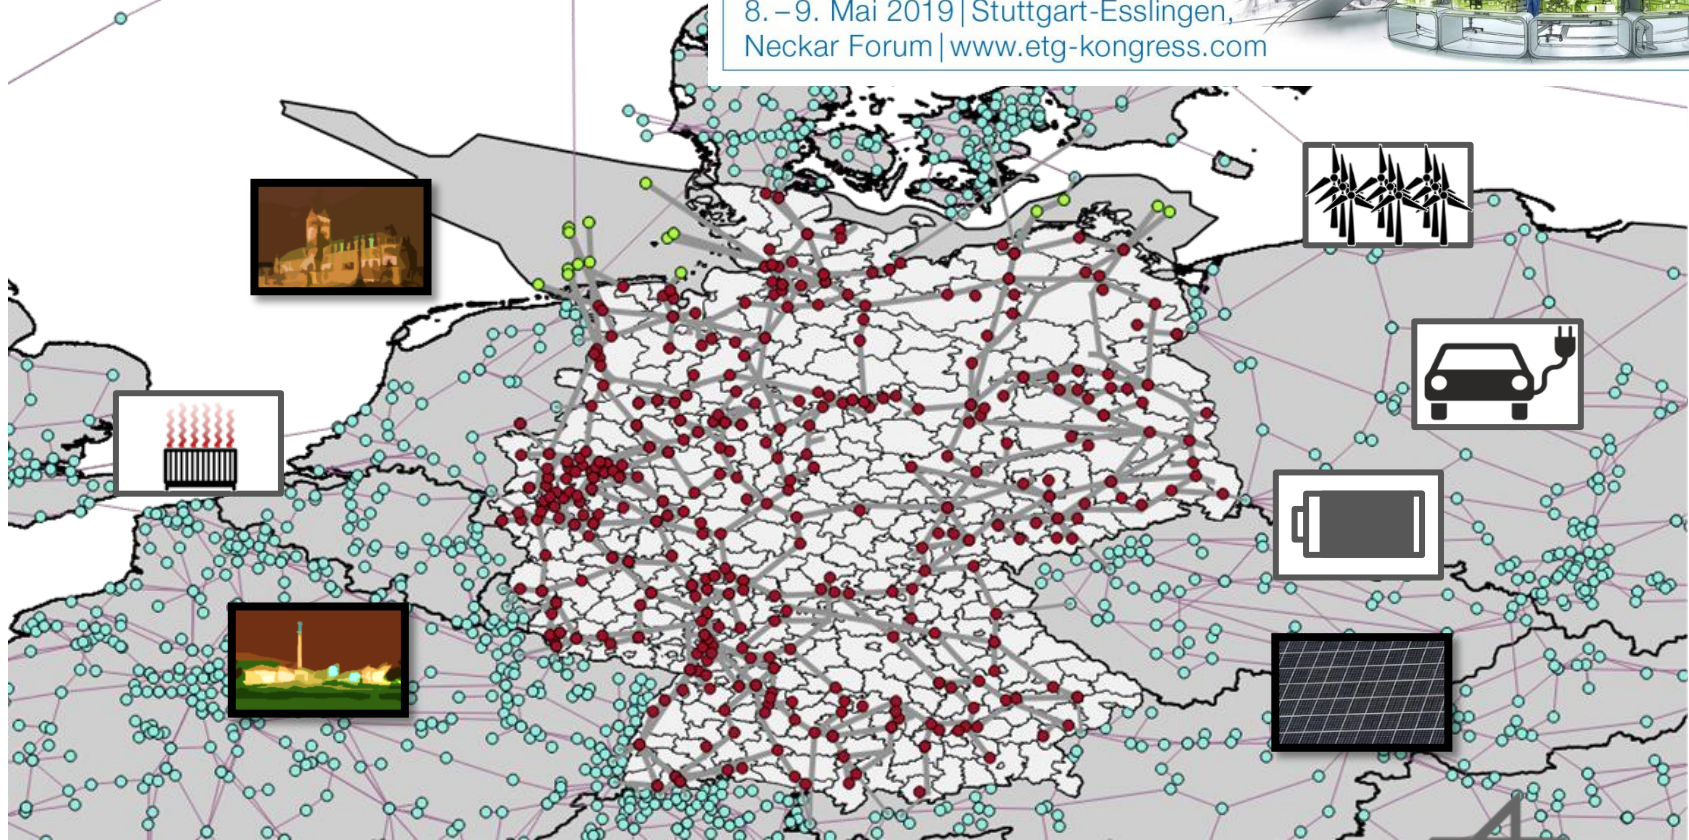 8. – 9. Mai 2019 | Stuttgart-Esslingen,
Neckar Forum | www.etg-kongress.com